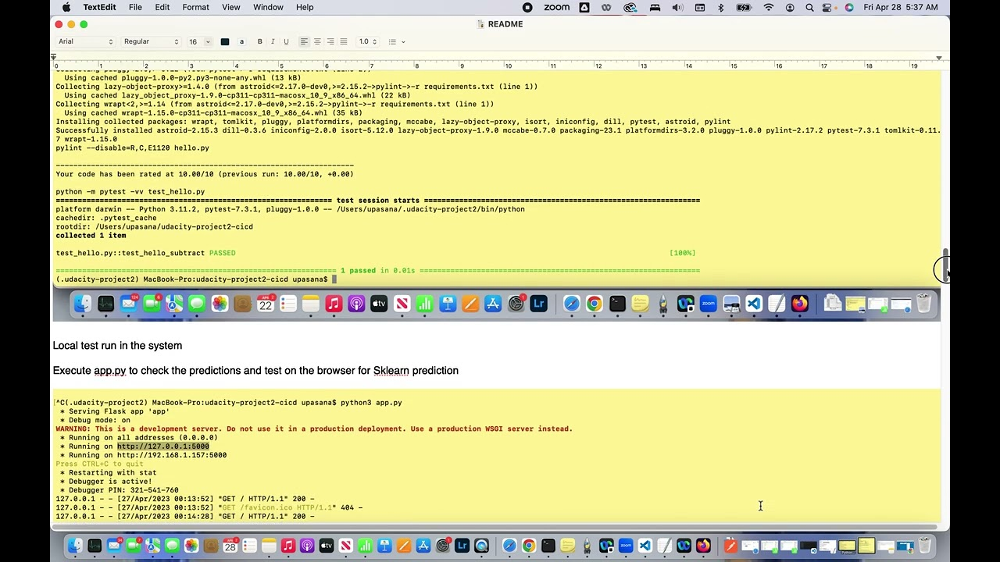 TextEdit File Edit Format View Window Help zoom Fri Apr 28 5:37 AM
README
Arial Regular 16 a B I U 1.0
0 1 2 3 4 5 6 7 8 9 10 11 12 13 14 15 16 17 18 19
Using cached pluggy-1.0.0-py2.py3-none-any.whl (13 kB)
Collecting lazy-object-proxy>=1.4.0 (from astroid<=2.17.0-dev0,>=2.15.2->pylint->-r requirements.txt (line 1))
Using cached lazy_object_proxy-1.9.0-cp311-cp311-macosx_10_9_x86_64.whl (22 kB)
Collecting wrapt<2,>=1.14 (from astroid<=2.17.0-dev0,>=2.15.2->pylint->-r requirements.txt (line 1))
Using cached wrapt-1.15.0-cp311-cp311-macosx_10_9_x86_64.whl (35 kB)
Installing collected packages: wrapt, tomlkit, pluggy, platformdirs, packaging, mccabe, lazy-object-proxy, isort, iniconfig, dill, pytest, astroid, pylint
Successfully installed astroid-2.15.3 dill-0.3.6 iniconfig-2.0.0 isort-5.12.0 lazy-object-proxy-1.9.0 mccabe-0.7.0 packaging-23.1 platformdirs-3.2.0 pluggy-1.0.0 pylint-2.17.2 pytest-7.3.1 tomlkit-0.11.
7 wrapt-1.15.0
pylint --disable=R,C,E1120 hello.py
--------------------------------------------------------------------
Your code has been rated at 10.00/10 (previous run: 10.00/10, +0.00)
python -m pytest -vv test_hello.py
=============================================================== test session starts ===============================================================
platform darwin -- Python 3.11.2, pytest-7.3.1, pluggy-1.0.0 -- /Users/upasana/.udacity-project2/bin/python
cachedir: .pytest_cache
rootdir: /Users/upasana/udacity-project2-cicd
collected 1 item
test_hello.py::test_hello_subtract PASSED [100%]
================================================================ 1 passed in 0.01s ================================================================
(.udacity-project2) MacBook-Pro:udacity-project2-cicd upasana$
Local test run in the system
Execute app.py to check the predictions and test on the browser for Sklearn prediction
^C(.udacity-project2) MacBook-Pro:udacity-project2-cicd upasana$ python3 app.py
* Serving Flask app 'app'
* Debug mode: on
WARNING: This is a development server. Do not use it in a production deployment. Use a production WSGI server instead.
* Running on all addresses (0.0.0.0)
* Running on http://127.0.0.1:5000
* Running on http://192.168.1.157:5000
Press CTRL+C to quit
* Restarting with stat
* Debugger is active!
* Debugger PIN: 321-541-760
127.0.0.1 - - [27/Apr/2023 00:13:52] "GET / HTTP/1.1" 200 -
127.0.0.1 - - [27/Apr/2023 00:13:52] "GET /favicon.ico HTTP/1.1" 404 -
127.0.0.1 - - [27/Apr/2023 00:14:28] "GET / HTTP/1.1" 200 -